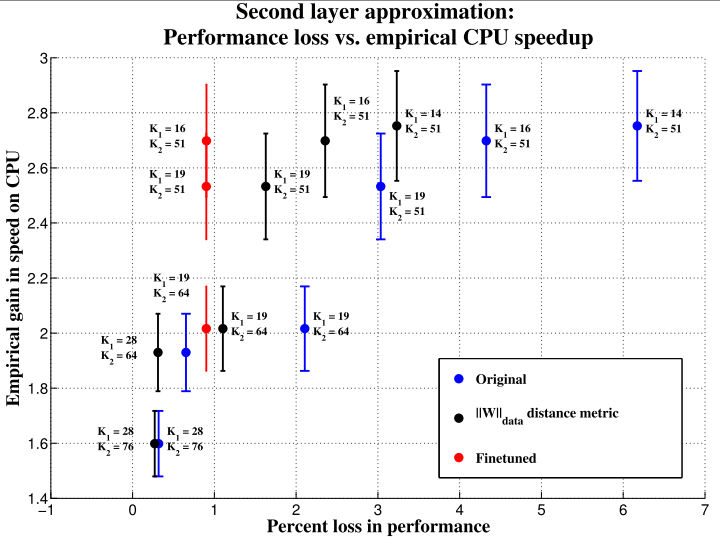 Second layer approximation:
Performance loss vs. empirical CPU speedup
Empirical gain in speed on CPU
3
2.8
2.6
2.4
2.2
2
1.8
1.6
1.4
K1 = 16
K2 = 51
K1 = 19
K2 = 51
K1 = 16
K2 = 51
K1 = 14
K2 = 51
K1 = 16
K2 = 51
K1 = 14
K2 = 51
K1 = 19
K2 = 51
K1 = 19
K2 = 51
K1 = 19
K2 = 64
K1 = 19
K2 = 64
K1 = 19
K2 = 64
K1 = 28
K2 = 64
K1 = 28
K2 = 76
K1 = 28
K2 = 76
Original
||W||data distance metric
Finetuned
−1 0 1 2 3 4 5 6 7
Percent loss in performance